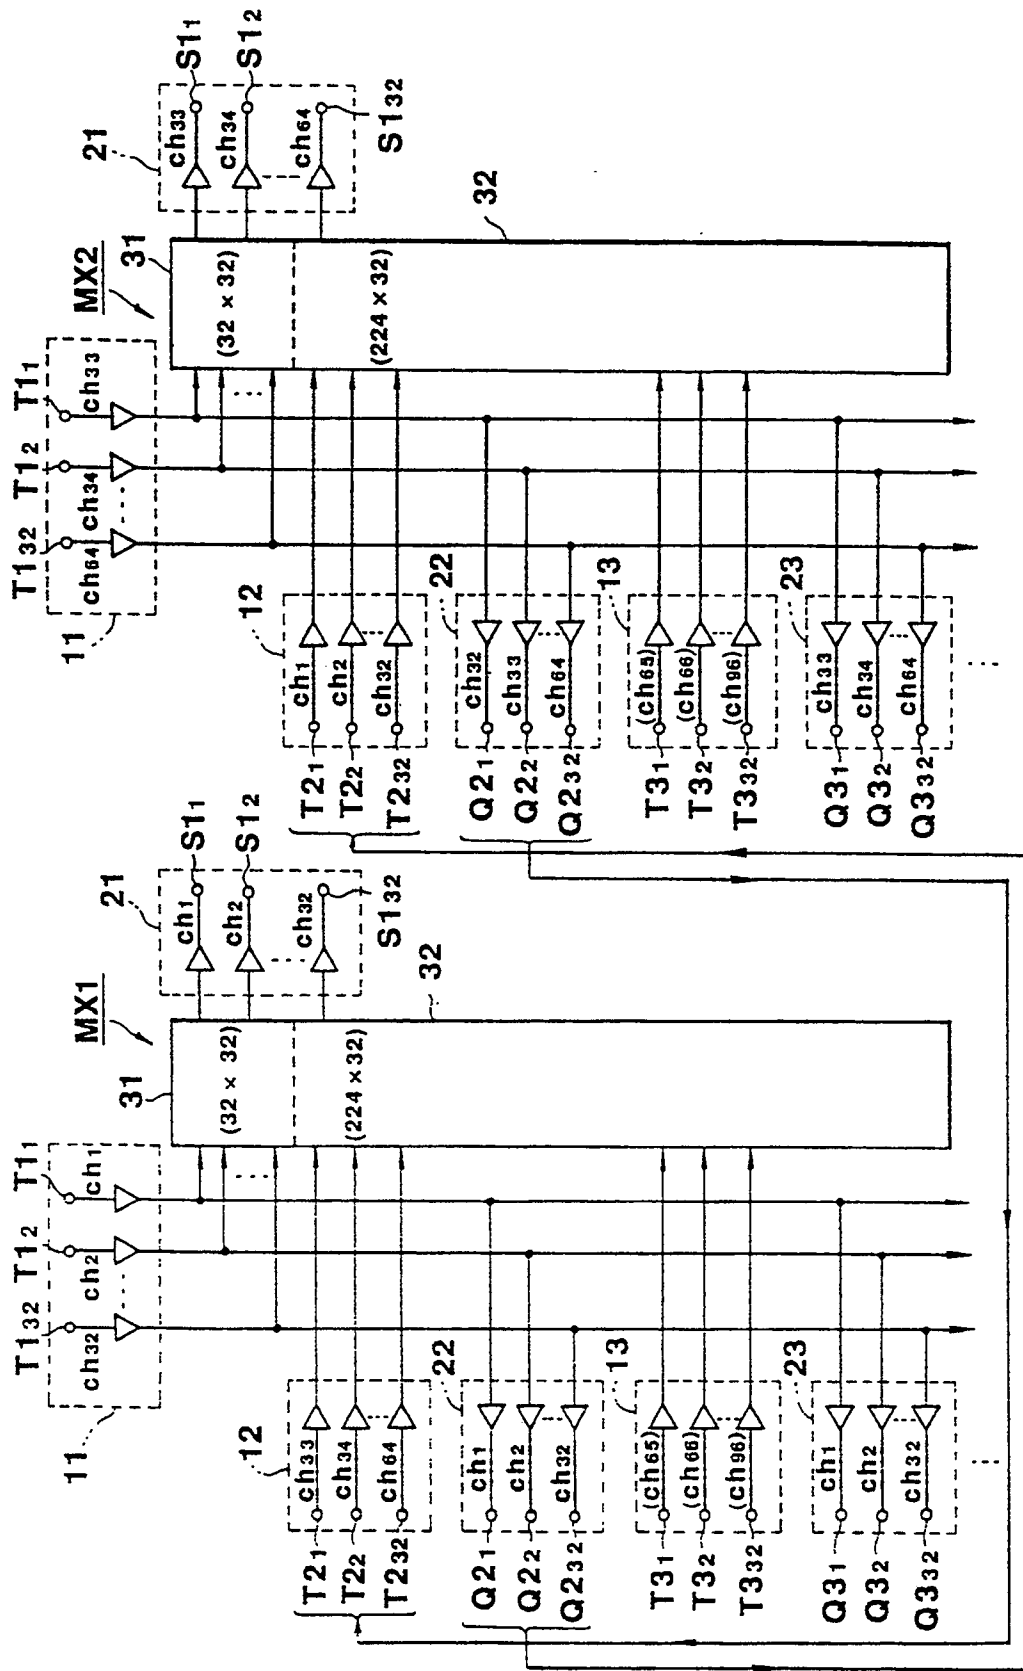 MX1
11
T1₃₂ T1₂ T1₁
ch₃₂ ch₂ ch₁
31
(32 × 32)
(224 × 32)
32
21
ch₁ S1₁
ch₂ S1₂
ch₃₂
S1₃₂
12
T2₁ ch₃₃
T2₂ ch₃₄
T2₃₂ ch₆₄
22
Q2₁ ch₁
Q2₂ ch₂
Q2₃₂ ch₃₂
13
T3₁ (ch₆₅)
T3₂ (ch₆₆)
T3₃₂ (ch₉₆)
23
Q3₁ ch₁
Q3₂ ch₂
Q3₃₂ ch₃₂
MX2
11
T1₃₂ T1₂ T1₁
ch₆₄ ch₃₄ ch₃₃
31
(32 × 32)
(224 × 32)
32
21
ch₃₃ S1₁
ch₃₄ S1₂
ch₆₄
S1₃₂
12
T2₁ ch₁
T2₂ ch₂
T2₃₂ ch₃₂
22
Q2₁ ch₃₂
Q2₂ ch₃₃
Q2₃₂ ch₆₄
13
T3₁ (ch₆₅)
T3₂ (ch₆₆)
T3₃₂ (ch₉₆)
23
Q3₁ ch₃₃
Q3₂ ch₃₄
Q3₃₂ ch₆₄